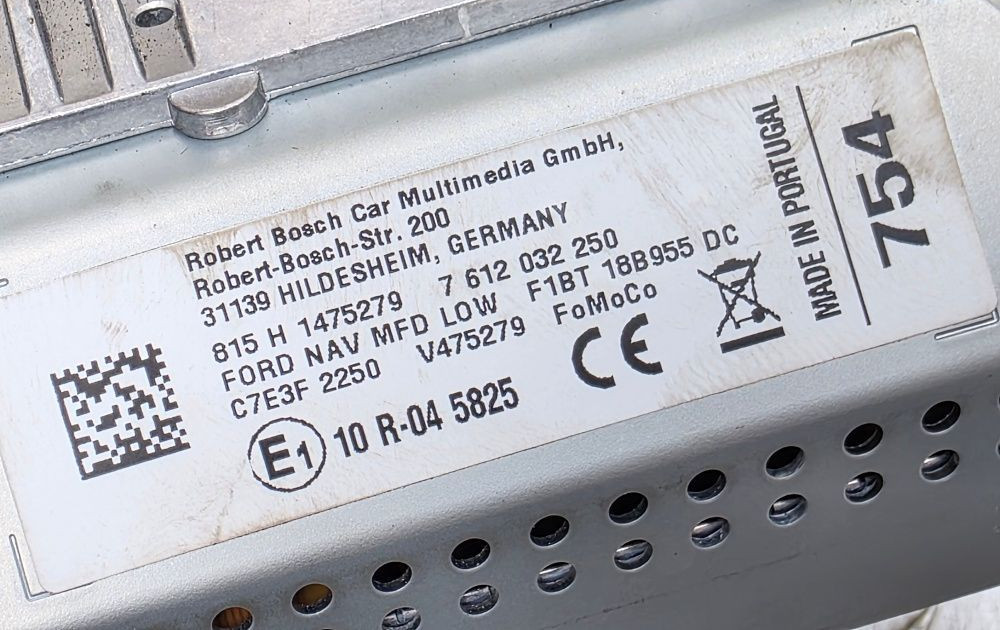 Robert Bosch Car Multimedia GmbH,
Robert-Bosch-Str. 200
31139 HILDESHEIM, GERMANY
815 H 1475279 7 612 032 250
FORD NAV MFD LOW F1BT 18B955 DC
C7E3F 2250 V475279 FoMoCo
E1 10 R-04 5825 CE
MADE IN PORTUGAL
754